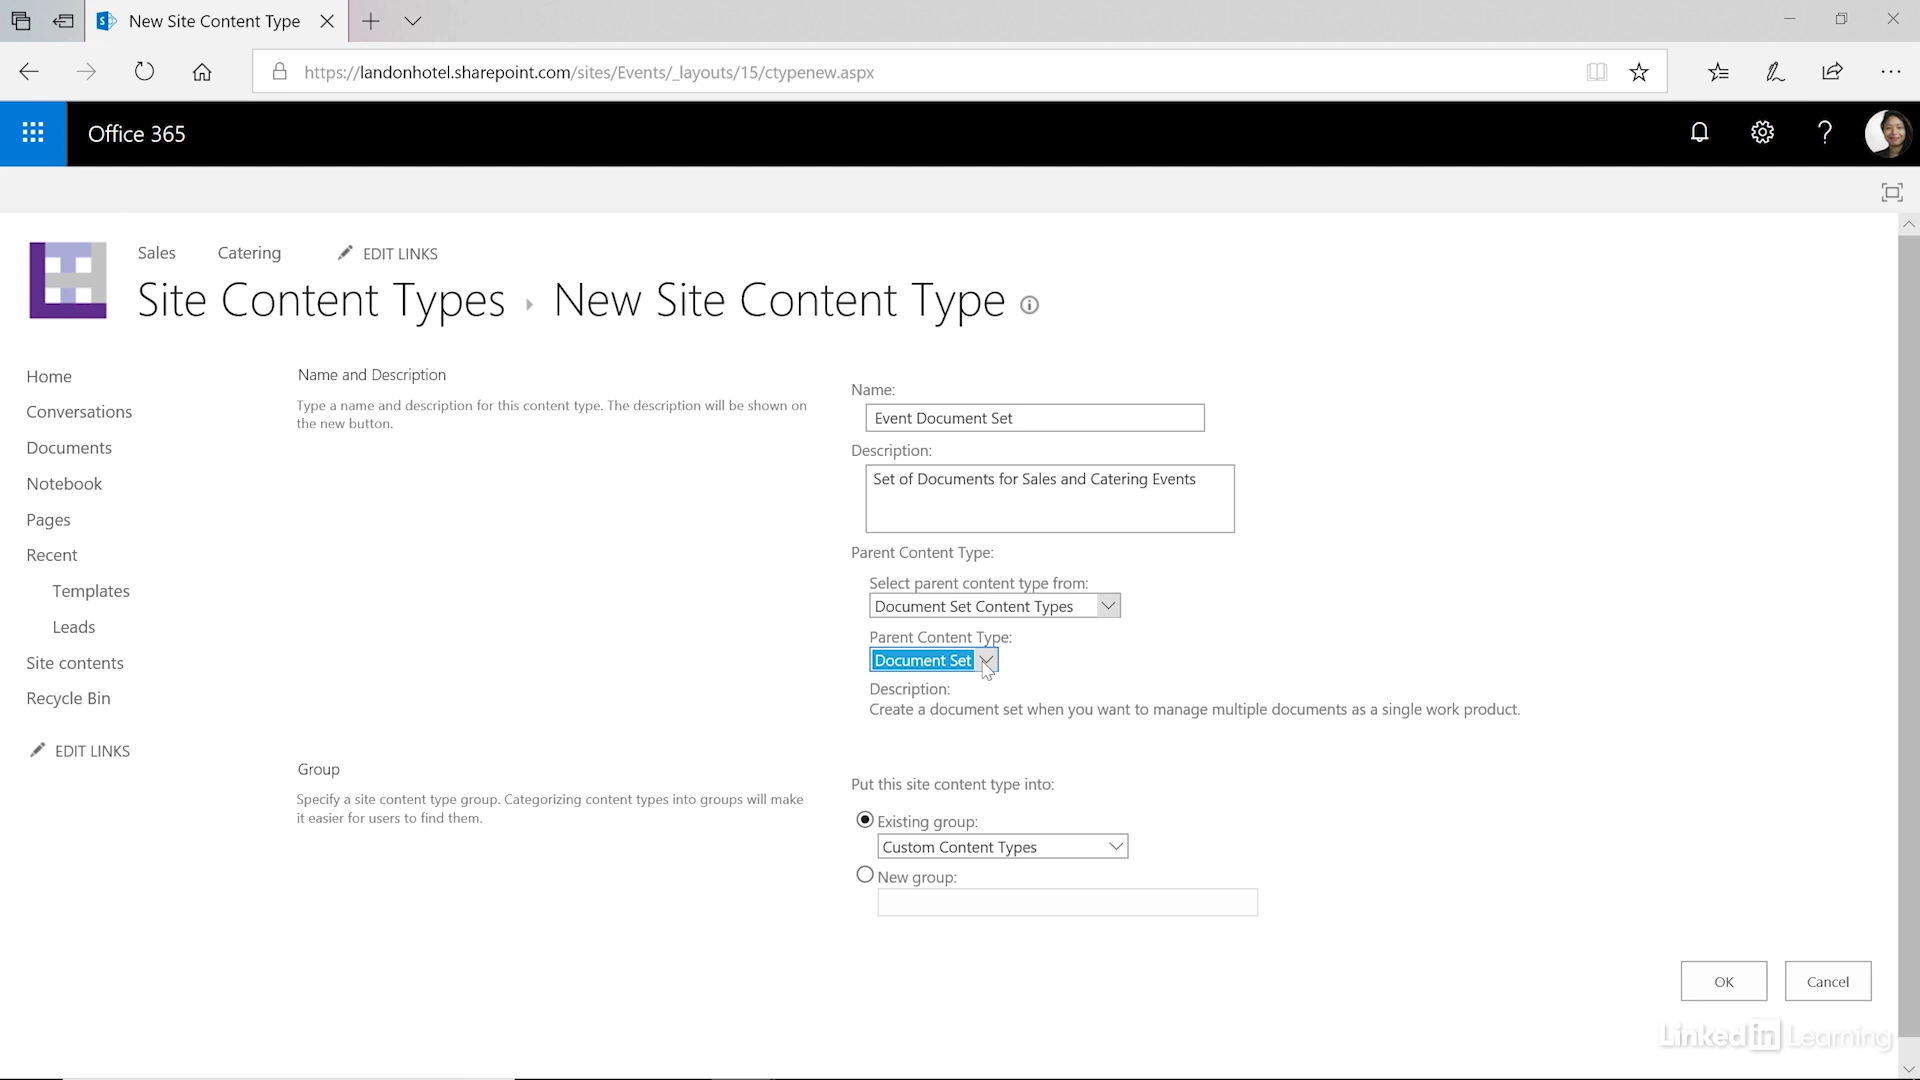 New Site Content Type
https://landonhotel.sharepoint.com/sites/Events/_layouts/15/ctypenew.aspx
Office 365
Sales Catering EDIT LINKS
Site Content Types New Site Content Type
Home
Conversations
Documents
Notebook
Pages
Recent
Templates
Leads
Site contents
Recycle Bin
EDIT LINKS
Name and Description
Type a name and description for this content type. The description will be shown on
the new button.
Name:
Event Document Set
Description:
Set of Documents for Sales and Catering Events
Parent Content Type:
Select parent content type from:
Document Set Content Types
Parent Content Type:
Document Set
Description:
Create a document set when you want to manage multiple documents as a single work product.
Group
Specify a site content type group. Categorizing content types into groups will make
it easier for users to find them.
Put this site content type into:
Existing group:
Custom Content Types
New group:
OK Cancel
Linked in Learning